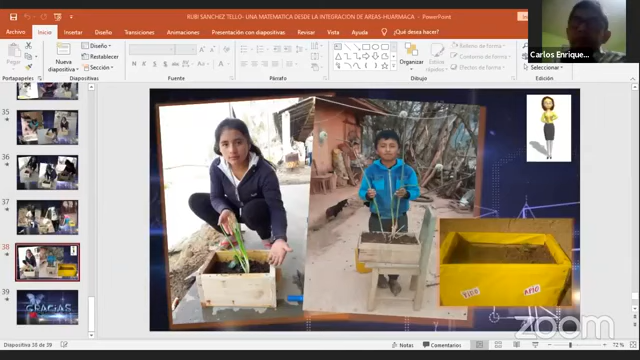 RUBI SANCHEZ TELLO- UNA MATEMATICA DESDE LA INTEGRACION DE AREAS-HUARMACA - PowerPoint
Archivo Inicio Insertar Diseño Transiciones Animaciones Presentación con diapositivas Revisar Vista ¿Qué desea hacer?
Pegar
Nueva diapositiva
Diseño
Restablecer
Sección
Organizar
Estilos rápidos
Relleno de forma
Contorno de forma
Efectos de forma
Seleccionar
Portapapeles Diapositivas Fuente Párrafo Dibujo Edición
Carlos Enrique...
35
36
37
38
39
GRACIAS
zoom
Diapositiva 38 de 39
Notas
Comentarios
72 %